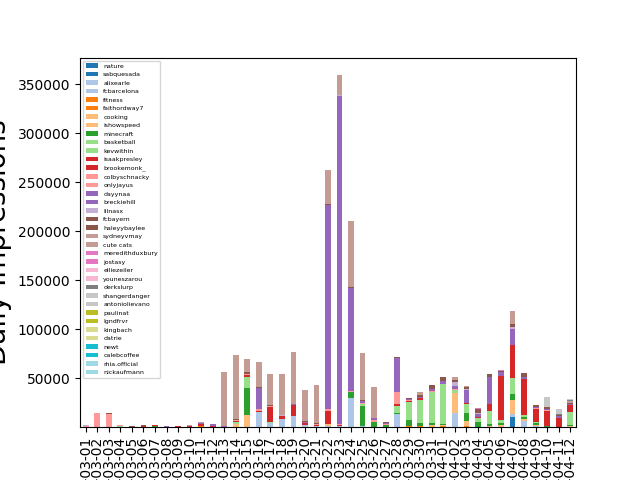 Daily Impressions
350000
300000
250000
200000
150000
100000
50000
nature
sabquesada
alixearle
fcbarcelona
fitness
faithordway7
cooking
ishowspeed
minecraft
basketball
kevwithin
isaakpresley
brookemonk_
colbyschnacky
onlyjayus
dayynaa
breckiehill
lilnasx
fcbayern
haleyybaylee
sydneyvmay
cute cats
meredithduxbury
jostasy
elliezeiler
youneszarou
derkslurp
shangerdanger
antoniolievano
paulinat
lgndfrvr
kingbach
dstrie
newt
calebcoffee
rhia.official
nickaufmann
03-01
03-02
03-03
03-04
03-05
03-06
03-07
03-08
03-09
03-10
03-11
03-12
03-13
03-14
03-15
03-16
03-17
03-18
03-19
03-20
03-21
03-22
03-23
03-24
03-25
03-26
03-27
03-28
03-29
03-30
03-31
04-01
04-02
04-03
04-04
04-05
04-06
04-07
04-08
04-09
04-10
04-11
04-12